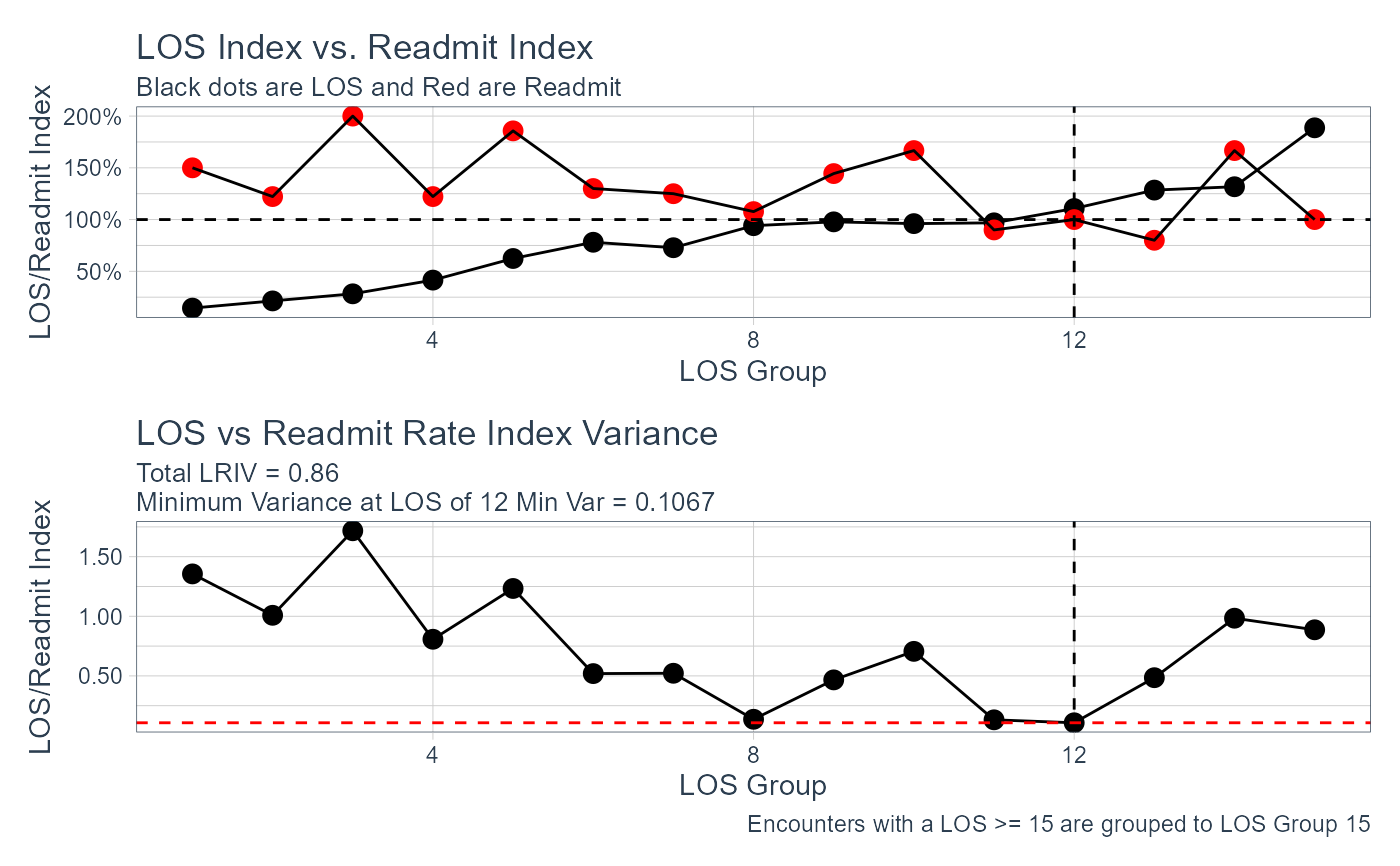 LOS Index vs. Readmit Index
Black dots are LOS and Red are Readmit
LOS/Readmit Index
200%
150%
100%
50%
4 8 12
LOS Group
LOS vs Readmit Rate Index Variance
Total LRIV = 0.86
Minimum Variance at LOS of 12 Min Var = 0.1067
LOS/Readmit Index
1.50
1.00
0.50
4 8 12
LOS Group
Encounters with a LOS >= 15 are grouped to LOS Group 15